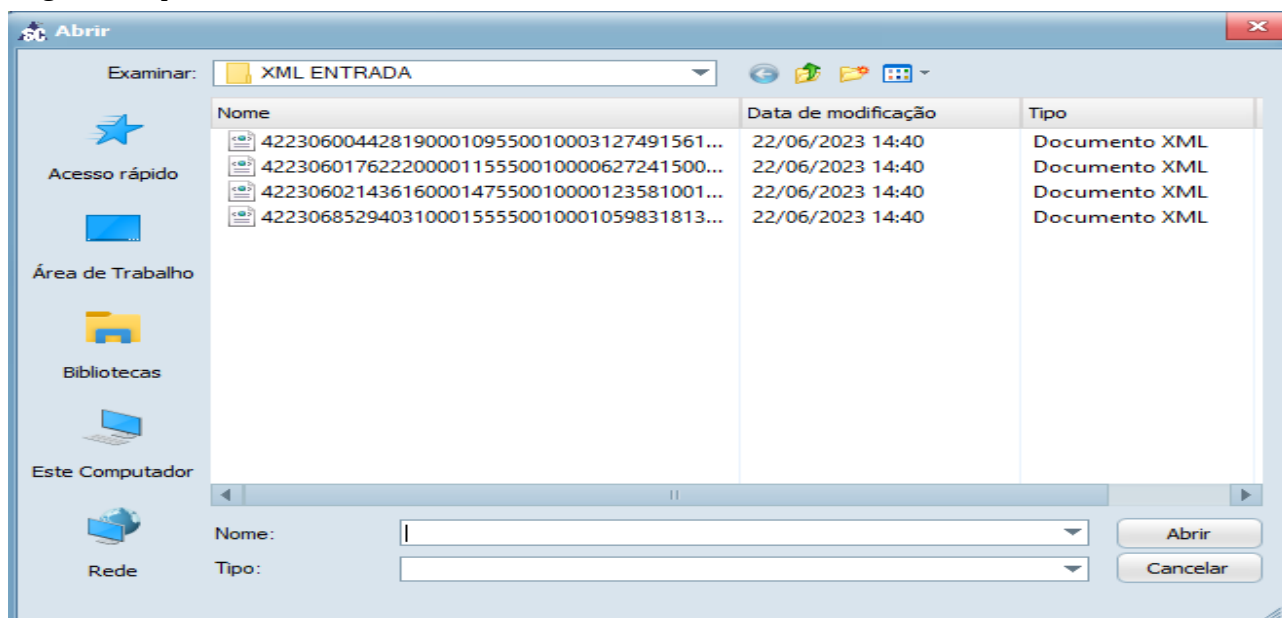 SC Abrir
Examinar: XML ENTRADA
Nome Data de modificação Tipo
42230600442819000109550010003127491561... 22/06/2023 14:40 Documento XML
42230601762220000115550010000627241500... 22/06/2023 14:40 Documento XML
42230602143616000147550010000123581001... 22/06/2023 14:40 Documento XML
42230685294031000155550010001059831813... 22/06/2023 14:40 Documento XML
Acesso rápido
Área de Trabalho
Bibliotecas
Este Computador
Rede
Nome: Abrir
Tipo: Cancelar